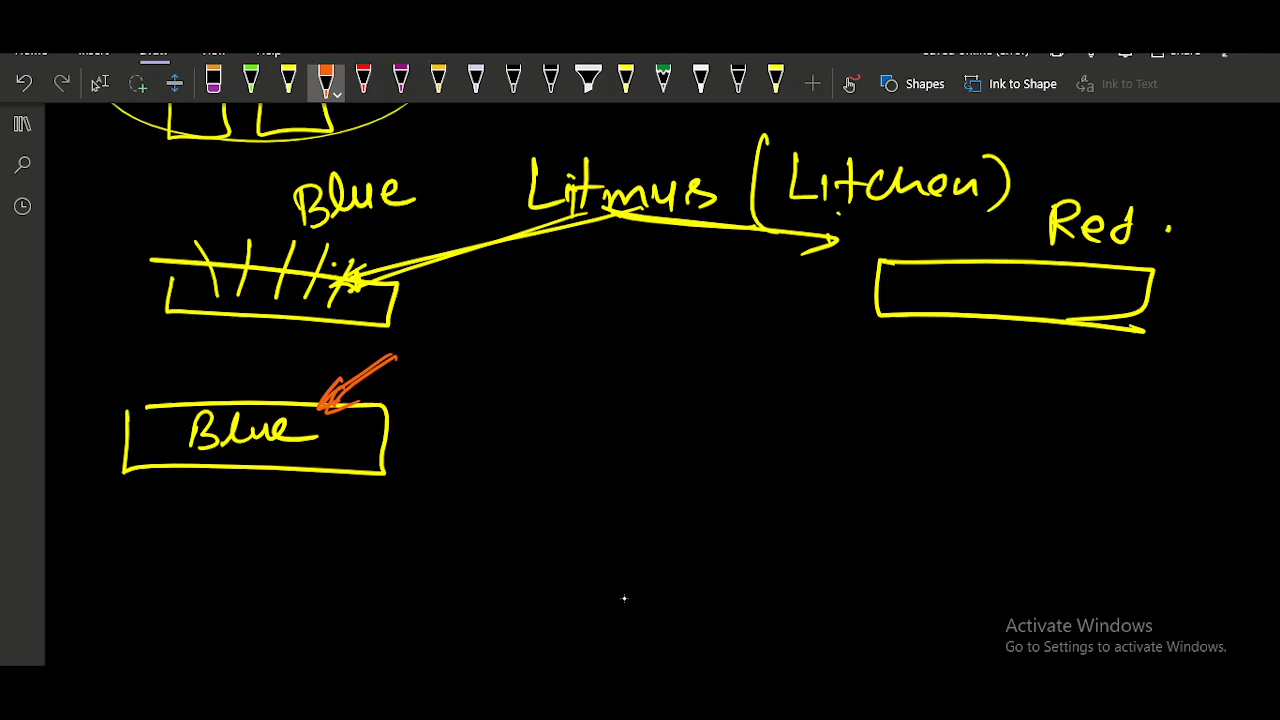 Shapes
Ink to Shape
Ink to Text
Blue
Litmus (Litchen)
Red .
Blue
Activate Windows
Go to Settings to activate Windows.